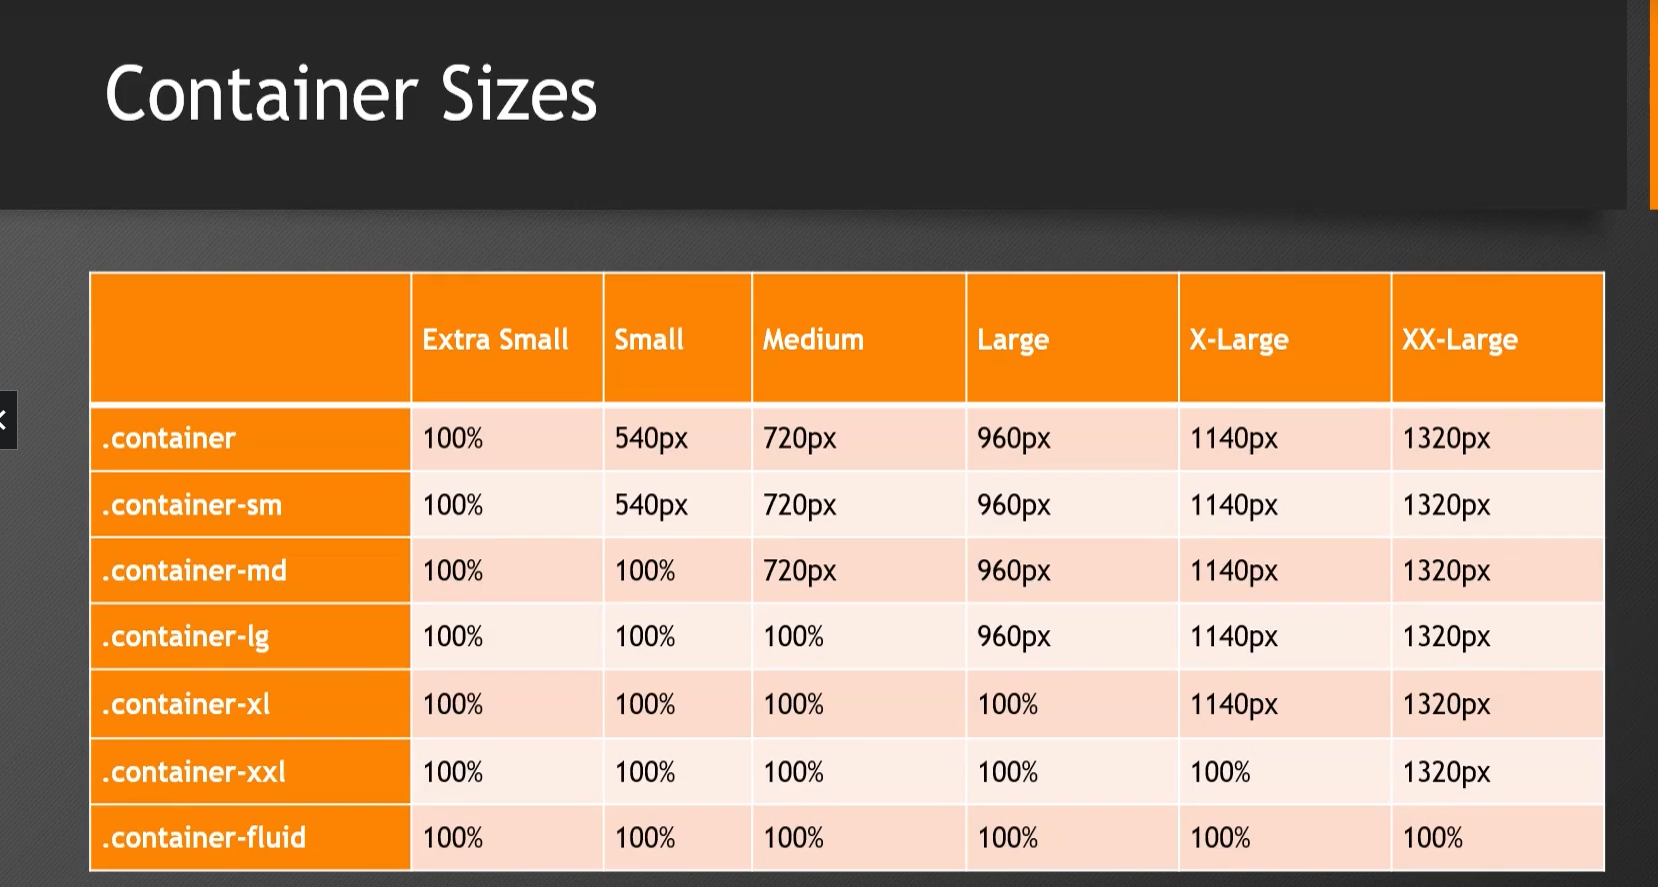 Container Sizes
Extra Small Small Medium Large X-Large XX-Large
.container 100% 540px 720px 960px 1140px 1320px
.container-sm 100% 540px 720px 960px 1140px 1320px
.container-md 100% 100% 720px 960px 1140px 1320px
.container-lg 100% 100% 100% 960px 1140px 1320px
.container-xl 100% 100% 100% 100% 1140px 1320px
.container-xxl 100% 100% 100% 100% 100% 1320px
.container-fluid 100% 100% 100% 100% 100% 100%